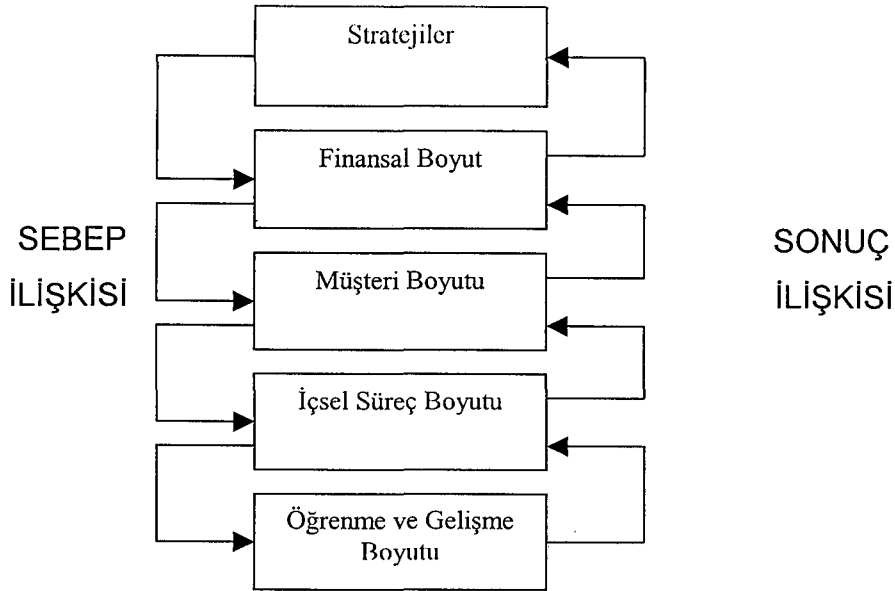 Stratejiler
Finansal Boyut
SEBEP
İLİŞKİSİ
Müşteri Boyutu
SONUÇ
İLİŞKİSİ
İçsel Süreç Boyutu
Öğrenme ve Gelişme
Boyutu